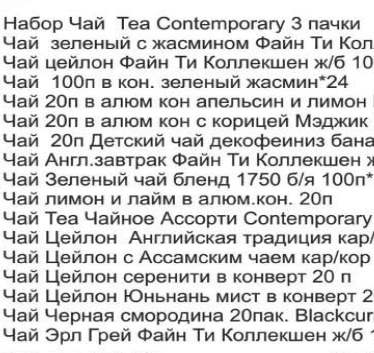 Набор Чай Tea Contemporary 3 пачки
Чай зеленый с жасмином Файн Ти Кол
Чай цейлон Файн Ти Коллекшен ж/б 10
Чай 100п в кон. зеленый жасмин*24
Чай 20п в алюм кон апельсин и лимон
Чай 20п в алюм кон с корицей Мэджик
Чай 20п Детский чай декофеиниз бана
Чай Англ.завтрак Файн Ти Коллекшен ж
Чай Зеленый чай бленд 1750 б/я 100п*
Чай лимон и лайм в алюм.кон. 20п
Чай Tea Чайное Ассорти Contemporary
Чай Цейлон Английская традиция кар/
Чай Цейлон с Ассамским чаем кар/кор
Чай Цейлон серенити в конверт 20 п
Чай Цейлон Юньнань мист в конверт 2
Чай Черная смородина 20пак. Blackcur
Чай Эрл Грей Файн Ти Коллекшен ж/б 1